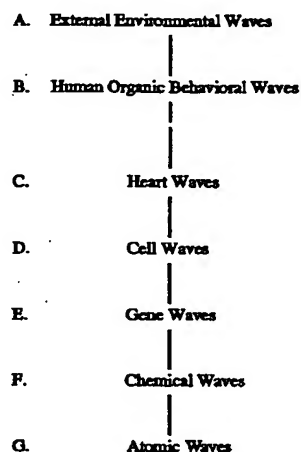 A. External Environmental Waves
B. Human Organic Behavioral Waves
C. Heart Waves
D. Cell Waves
E. Gene Waves
F. Chemical Waves
G. Atomic Waves